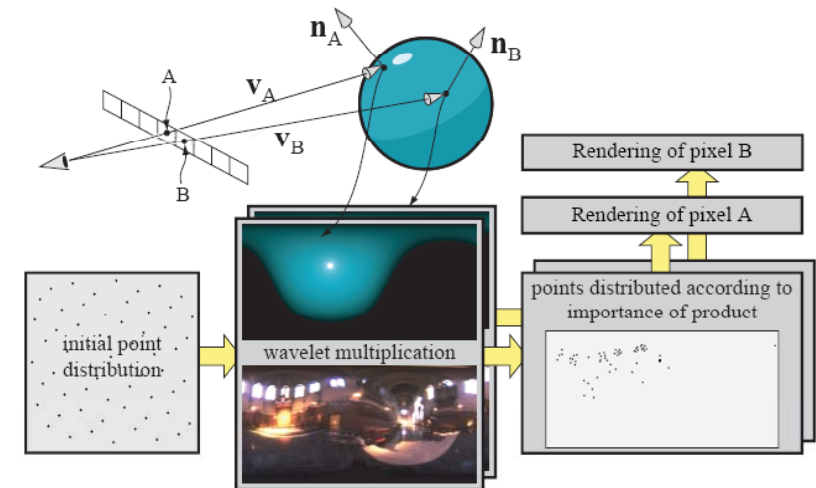 n_A
n_B
A
v_A
v_B
B
Rendering of pixel B
Rendering of pixel A
points distributed according to
importance of product
initial point
distribution
wavelet multiplication